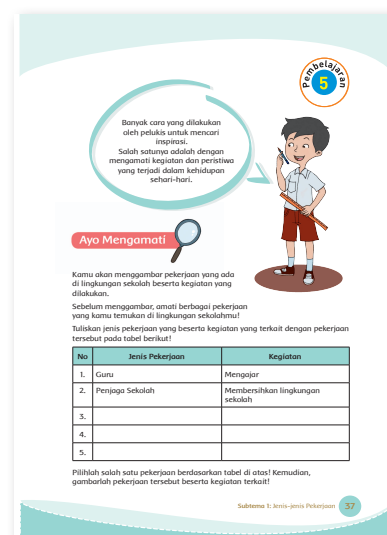 Pembelajaran
5
Banyak cara yang dilakukan
oleh pelukis untuk mencari
inspirasi.
Salah satunya adalah dengan
mengamati kegiatan dan peristiwa
yang terjadi dalam kehidupan
sehari-hari.
Ayo Mengamati
Kamu akan menggambar pekerjaan yang ada
di lingkungan sekolah beserta kegiatan yang
dilakukan.
Sebelum menggambar, amati berbagai pekerjaan
yang kamu temukan di lingkungan sekolahmu!
Tuliskan jenis pekerjaan yang beserta kegiatan yang terkait dengan pekerjaan
tersebut pada tabel berikut!
No Jenis Pekerjaan Kegiatan
1. Guru Mengajar
2. Penjaga Sekolah Membersihkan lingkungan
sekolah
3.
4.
5.
Pilihlah salah satu pekerjaan berdasarkan tabel di atas! Kemudian,
gambarlah pekerjaan tersebut beserta kegiatan terkait!
Subtema 1: Jenis-jenis Pekerjaan 37